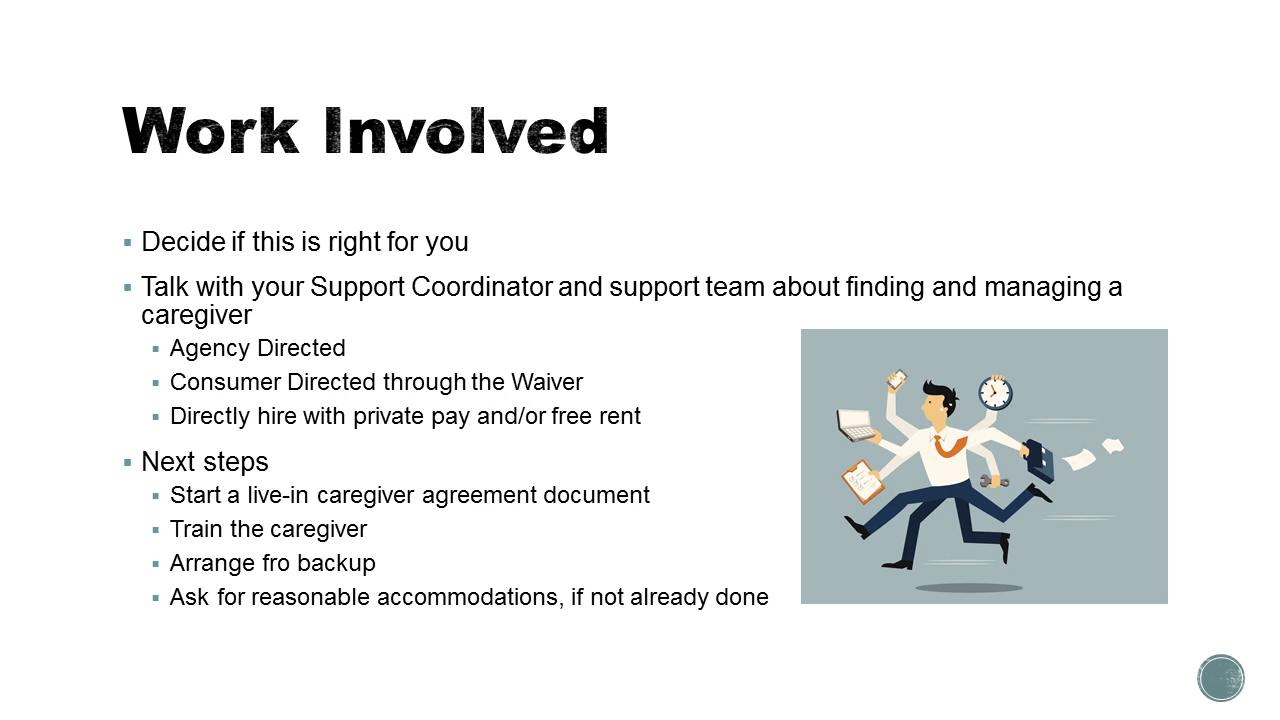 Work Involved
Decide if this is right for you
Talk with your Support Coordinator and support team about finding and managing a
caregiver
Agency Directed
Consumer Directed through the Waiver
Directly hire with private pay and/or free rent
Next steps
Start a live-in caregiver agreement document
Train the caregiver
Arrange fro backup
Ask for reasonable accommodations, if not already done